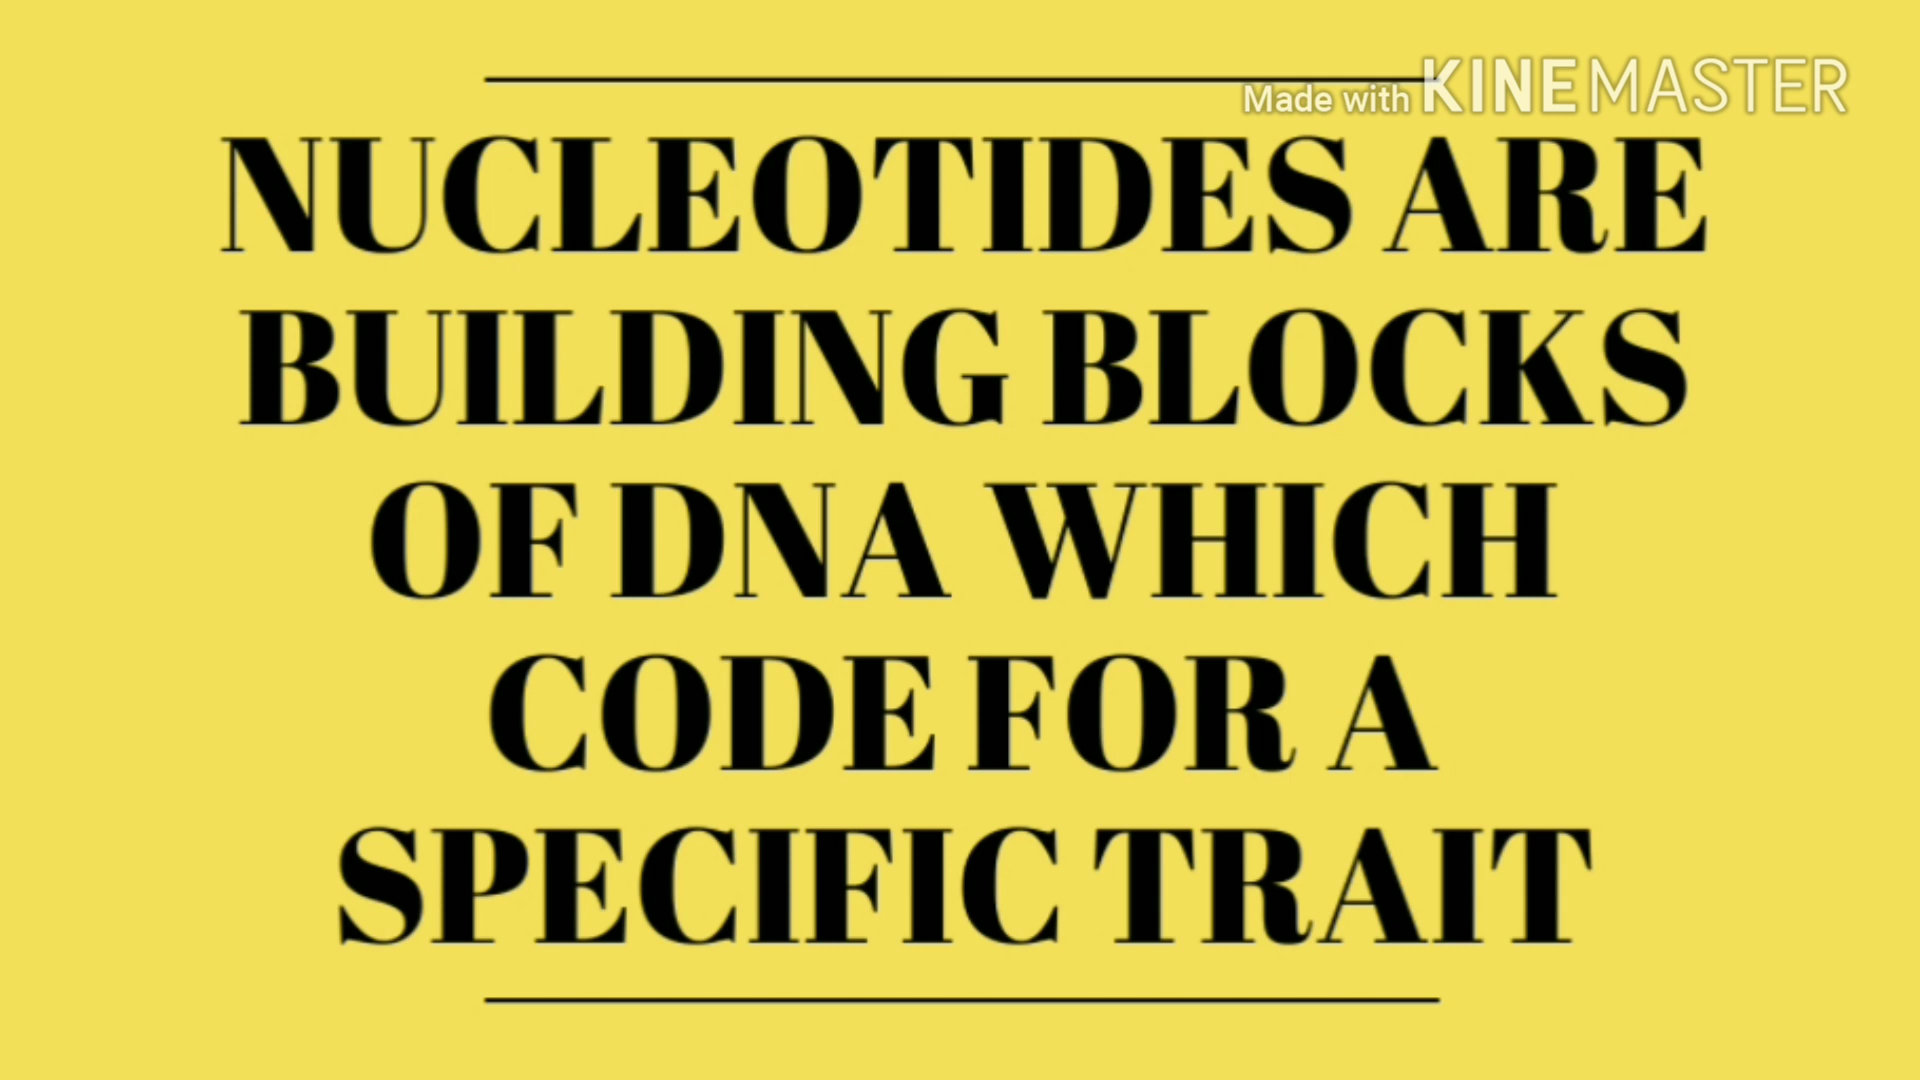 Made with KINEMASTER
NUCLEOTIDES ARE
BUILDING BLOCKS
OF DNA WHICH
CODE FOR A
SPECIFIC TRAIT